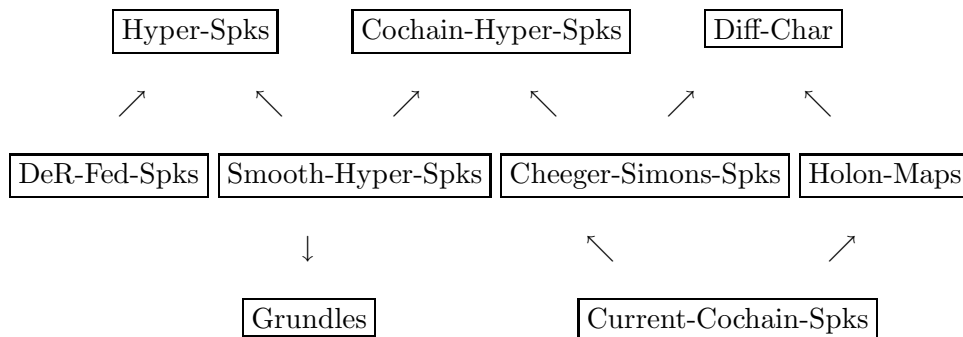 Hyper-Spks Cochain-Hyper-Spks Diff-Char
DeR-Fed-Spks Smooth-Hyper-Spks Cheeger-Simons-Spks Holon-Maps
Grundles Current-Cochain-Spks